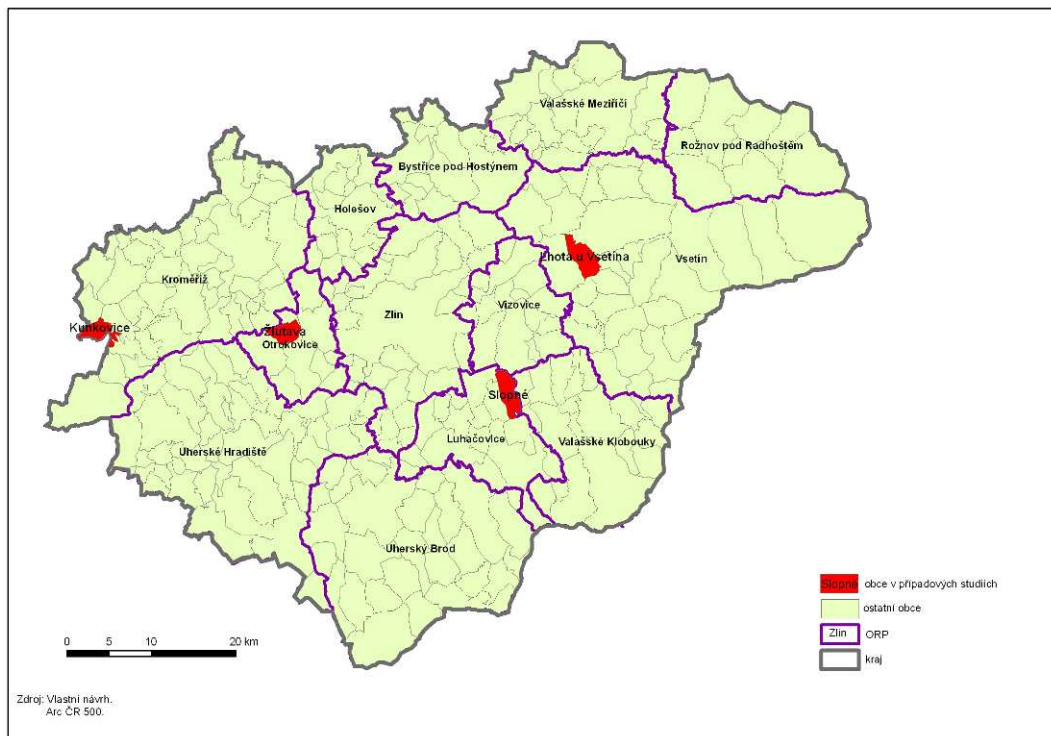 Valašské Meziříčí
Rožnov pod Radhoštěm
Bystřice pod Hostýnem
Holešov
Lhota u Vsetína
Vsetín
Kroměříž
Vizovice
Zlín
Kunkovice
Žlutava
Otrokovice
Slopné
Luhačovice
Valašské Klobouky
Uherské Hradiště
Uherský Brod
Slopné obce v případových studiích
ostatní obce
Zlín ORP
kraj
0 5 10 20 km
Zdroj: Vlastní návrh.
Arc ČR 500.